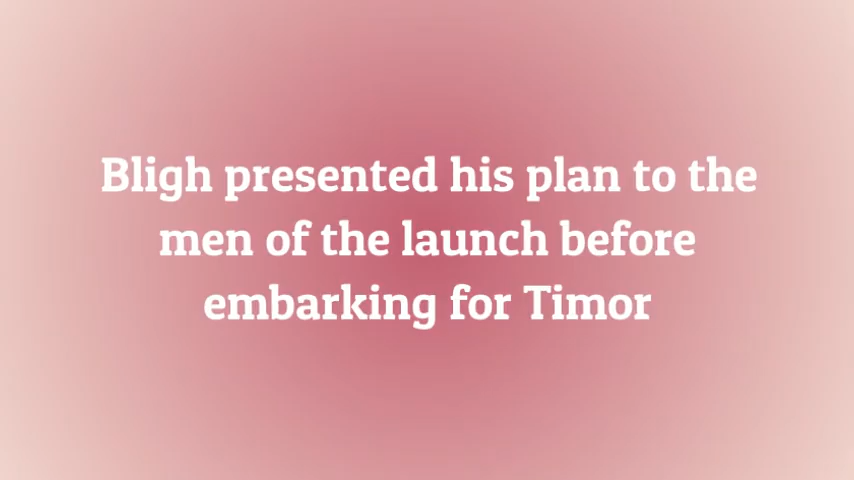 Bligh presented his plan to the
men of the launch before
embarking for Timor